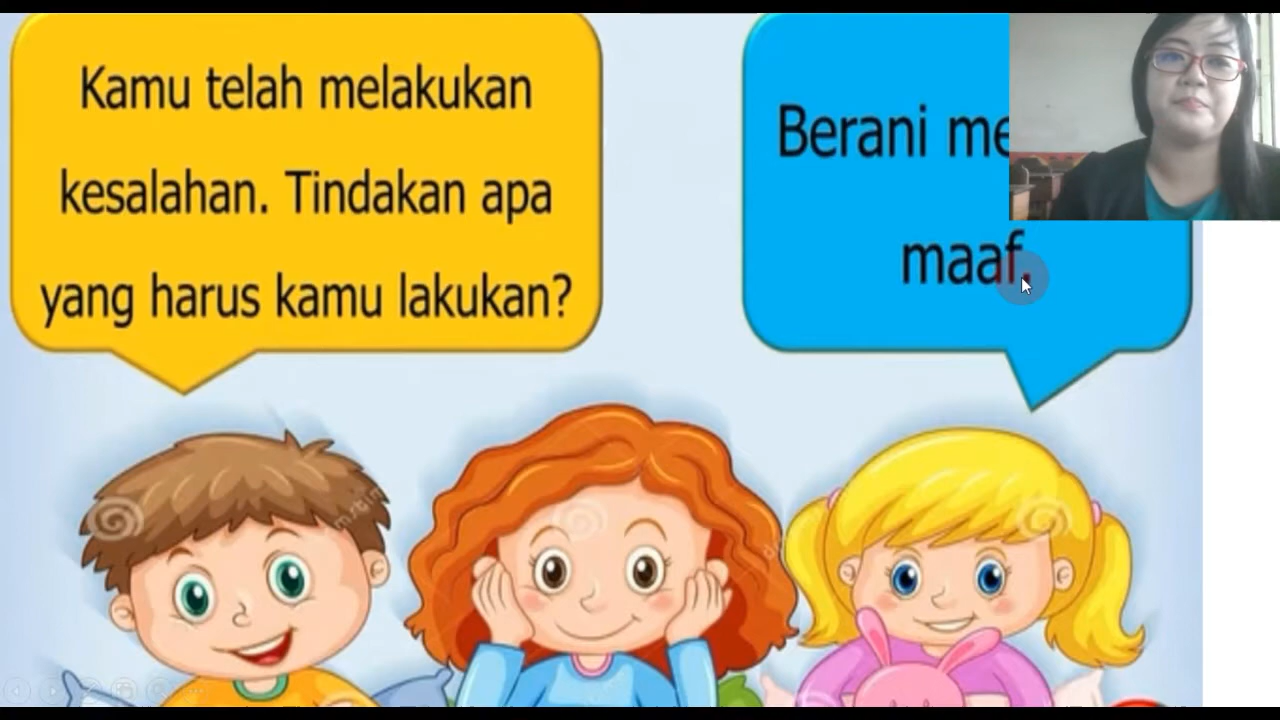 Kamu telah melakukan
kesalahan. Tindakan apa
yang harus kamu lakukan?
Berani
maaf.